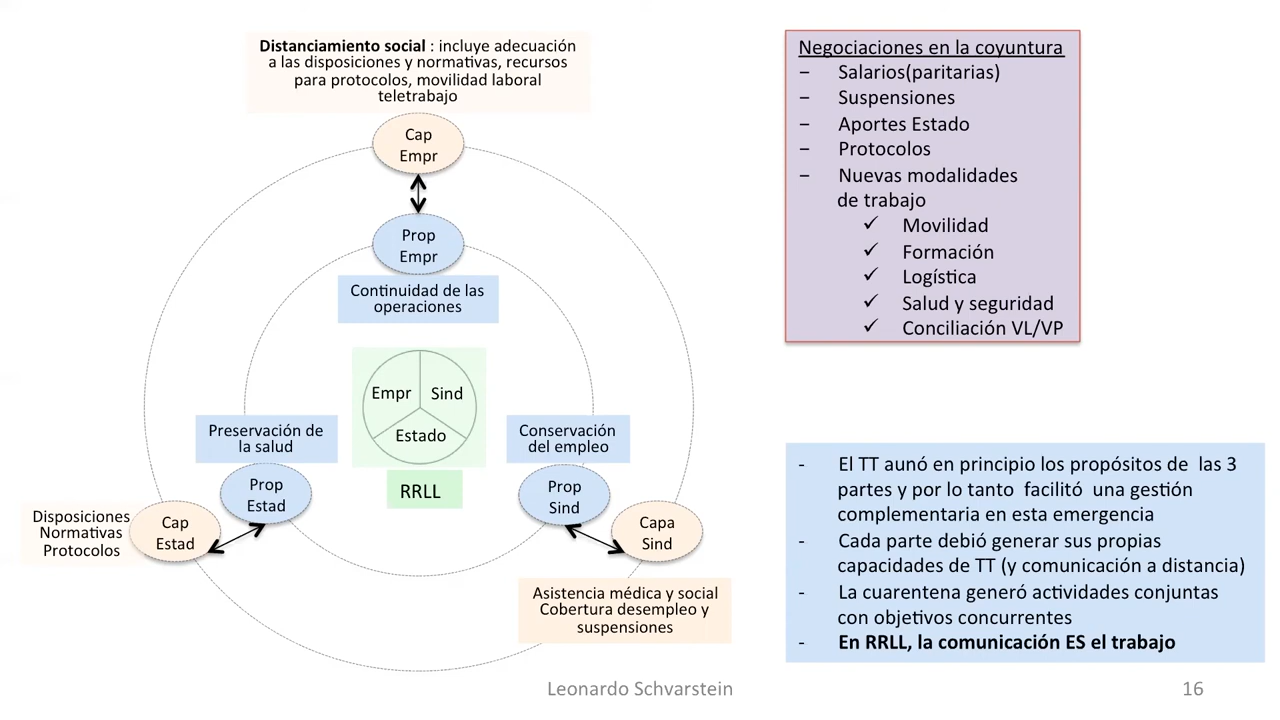 Distanciamiento social : incluye adecuación
a las disposiciones y normativas, recursos
para protocolos, movilidad laboral
teletrabajo
Cap
Empr
Prop
Empr
Continuidad de las
operaciones
Empr
Sind
Estado
RRLL
Preservación de
la salud
Prop
Estad
Cap
Estad
Disposiciones
Normativas
Protocolos
Conservación
del empleo
Prop
Sind
Capa
Sind
Asistencia médica y social
Cobertura desempleo y
suspensiones
Negociaciones en la coyuntura
– Salarios(paritarias)
– Suspensiones
– Aportes Estado
– Protocolos
– Nuevas modalidades
de trabajo
✓ Movilidad
✓ Formación
✓ Logística
✓ Salud y seguridad
✓ Conciliación VL/VP
- El TT aunó en principio los propósitos de las 3
partes y por lo tanto facilitó una gestión
complementaria en esta emergencia
- Cada parte debió generar sus propias
capacidades de TT (y comunicación a distancia)
- La cuarentena generó actividades conjuntas
con objetivos concurrentes
- En RRLL, la comunicación ES el trabajo
Leonardo Schvarstein
16